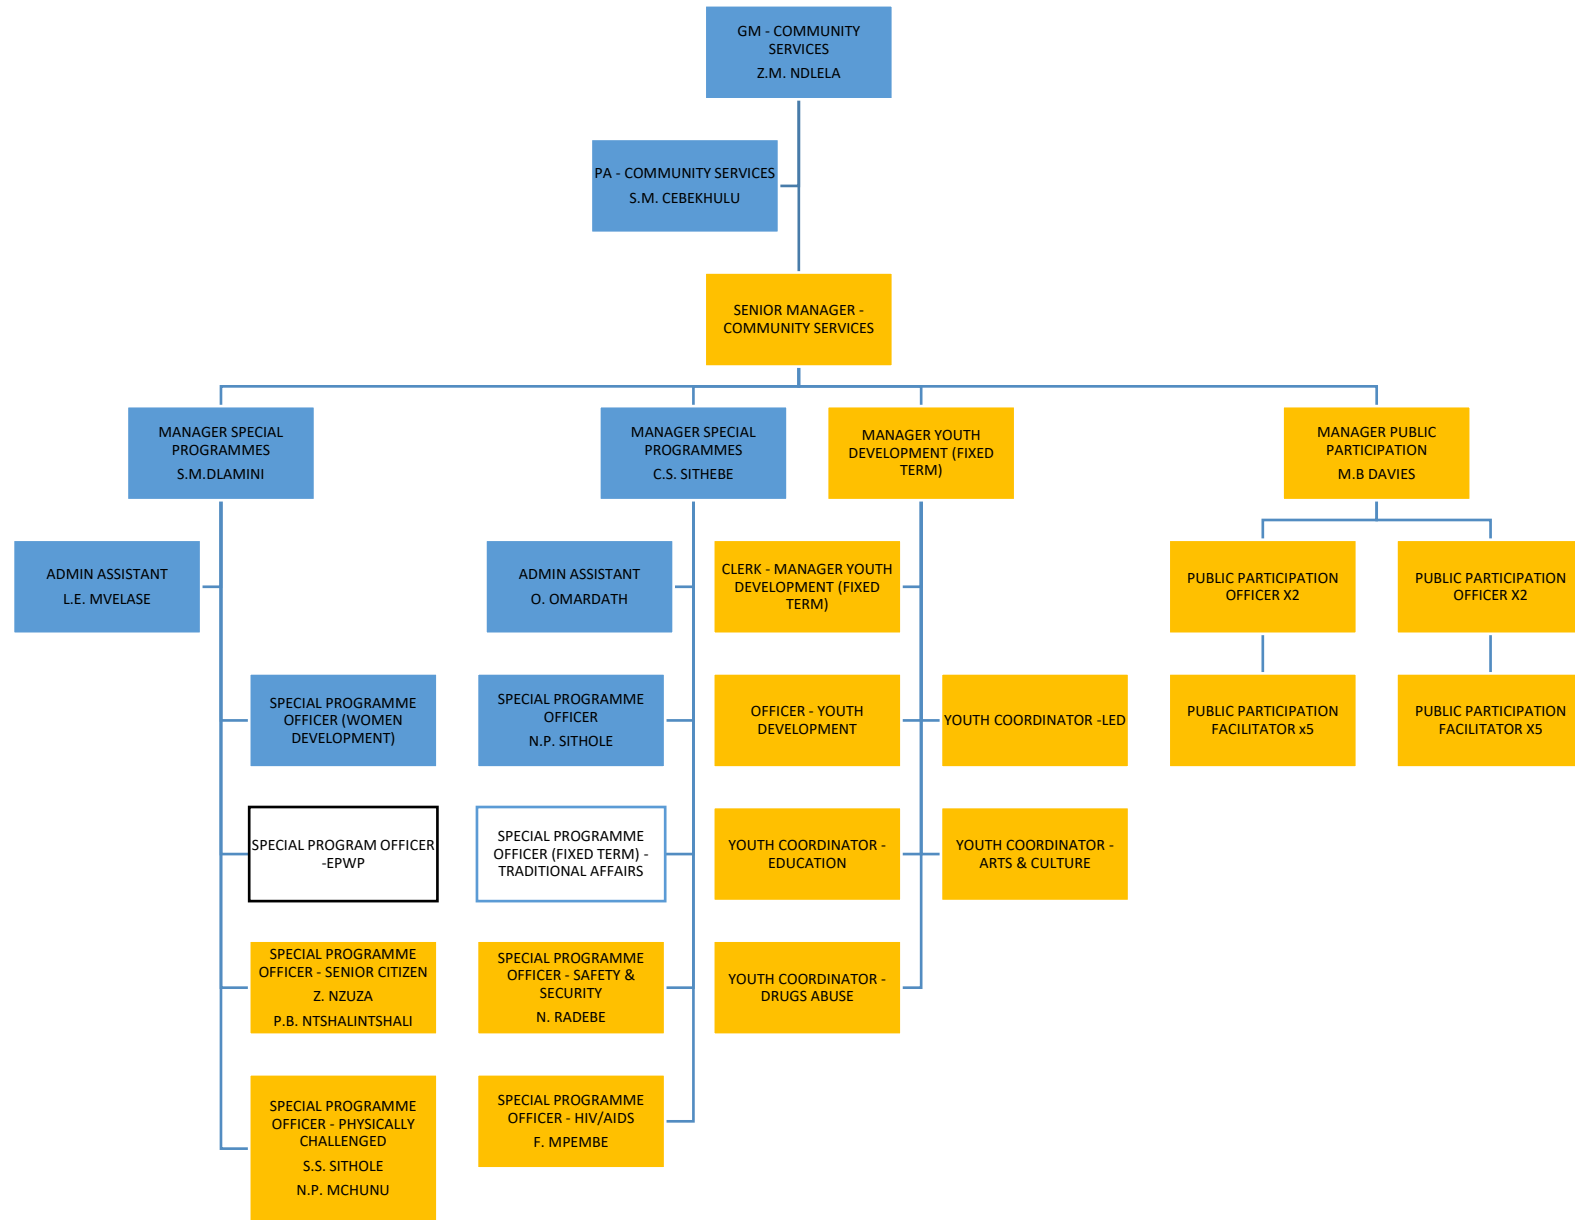 GM - COMMUNITY
SERVICES
Z.M. NDLELA
PA - COMMUNITY SERVICES
S.M. CEBEKHULU
SENIOR MANAGER -
COMMUNITY SERVICES
MANAGER SPECIAL
PROGRAMMES
S.M.DLAMINI
MANAGER SPECIAL
PROGRAMMES
C.S. SITHEBE
MANAGER YOUTH
DEVELOPMENT (FIXED
TERM)
MANAGER PUBLIC
PARTICIPATION
M.B DAVIES
ADMIN ASSISTANT
L.E. MVELASE
ADMIN ASSISTANT
O. OMARDATH
CLERK - MANAGER YOUTH
DEVELOPMENT (FIXED
TERM)
PUBLIC PARTICIPATION
OFFICER X2
PUBLIC PARTICIPATION
OFFICER X2
SPECIAL PROGRAMME
OFFICER (WOMEN
DEVELOPMENT)
SPECIAL PROGRAMME
OFFICER
N.P. SITHOLE
OFFICER - YOUTH
DEVELOPMENT
YOUTH COORDINATOR -LED
PUBLIC PARTICIPATION
FACILITATOR x5
PUBLIC PARTICIPATION
FACILITATOR X5
SPECIAL PROGRAM OFFICER
-EPWP
SPECIAL PROGRAMME
OFFICER (FIXED TERM) -
TRADITIONAL AFFAIRS
YOUTH COORDINATOR -
EDUCATION
YOUTH COORDINATOR -
ARTS & CULTURE
SPECIAL PROGRAMME
OFFICER - SENIOR CITIZEN
Z. NZUZA
P.B. NTSHALINTSHALI
SPECIAL PROGRAMME
OFFICER - SAFETY &
SECURITY
N. RADEBE
YOUTH COORDINATOR -
DRUGS ABUSE
SPECIAL PROGRAMME
OFFICER - PHYSICALLY
CHALLENGED
S.S. SITHOLE
N.P. MCHUNU
SPECIAL PROGRAMME
OFFICER - HIV/AIDS
F. MPEMBE